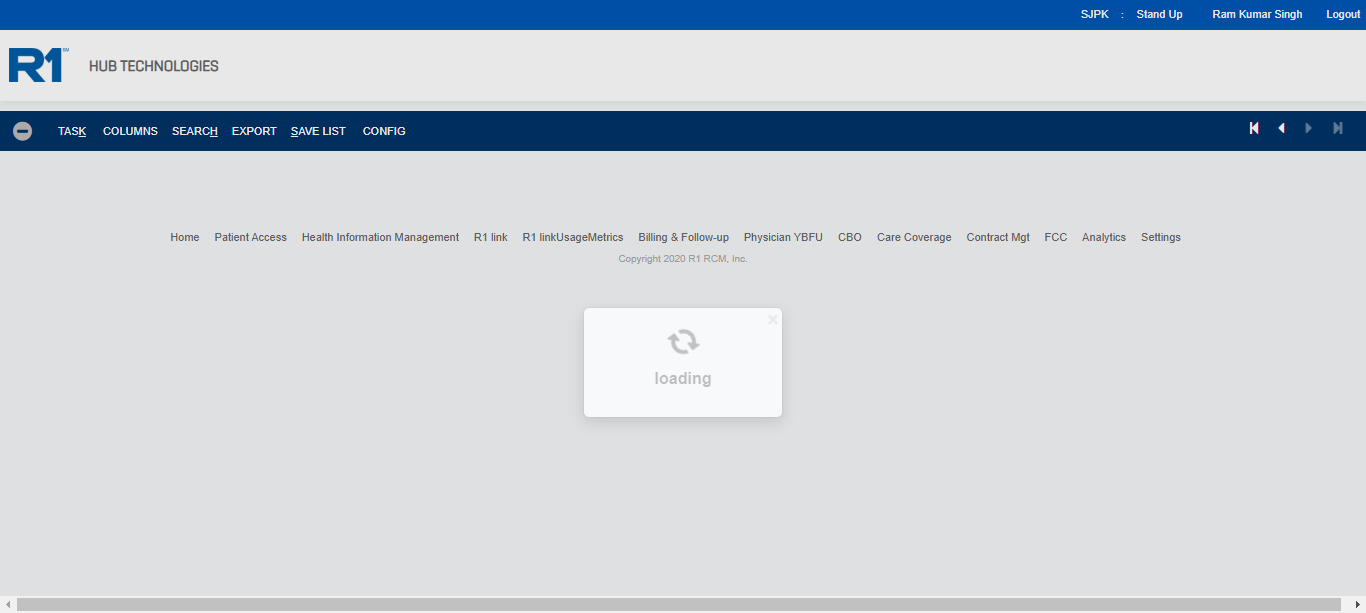 SJPK : Stand Up Ram Kumar Singh Logout
R1 SM HUB TECHNOLOGIES
TASK COLUMNS SEARCH EXPORT SAVE LIST CONFIG
Home Patient Access Health Information Management R1 link R1 linkUsageMetrics Billing & Follow-up Physician YBFU CBO Care Coverage Contract Mgt FCC Analytics Settings
Copyright 2020 R1 RCM, Inc.
loading